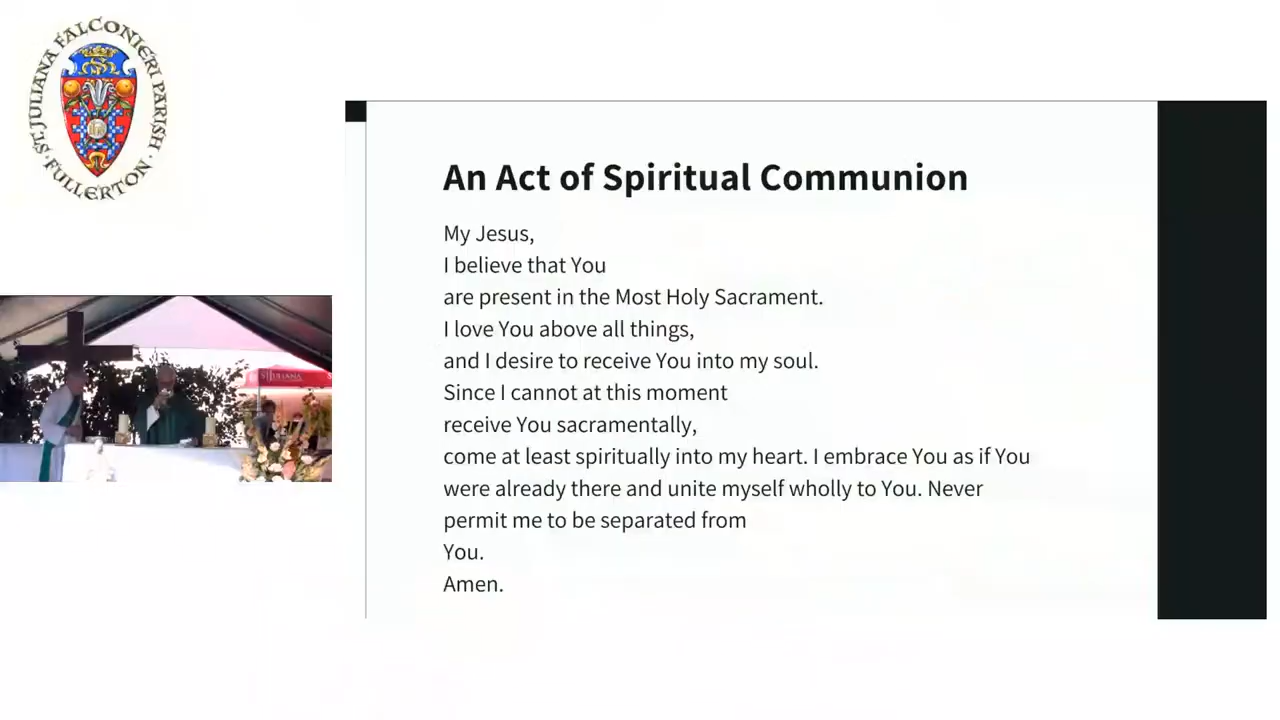 ST. JULIANA FALCONIERI PARISH · FULLERTON ·
An Act of Spiritual Communion
My Jesus,
I believe that You
are present in the Most Holy Sacrament.
I love You above all things,
and I desire to receive You into my soul.
Since I cannot at this moment
receive You sacramentally,
come at least spiritually into my heart. I embrace You as if You
were already there and unite myself wholly to You. Never
permit me to be separated from
You.
Amen.
ST JULIANA